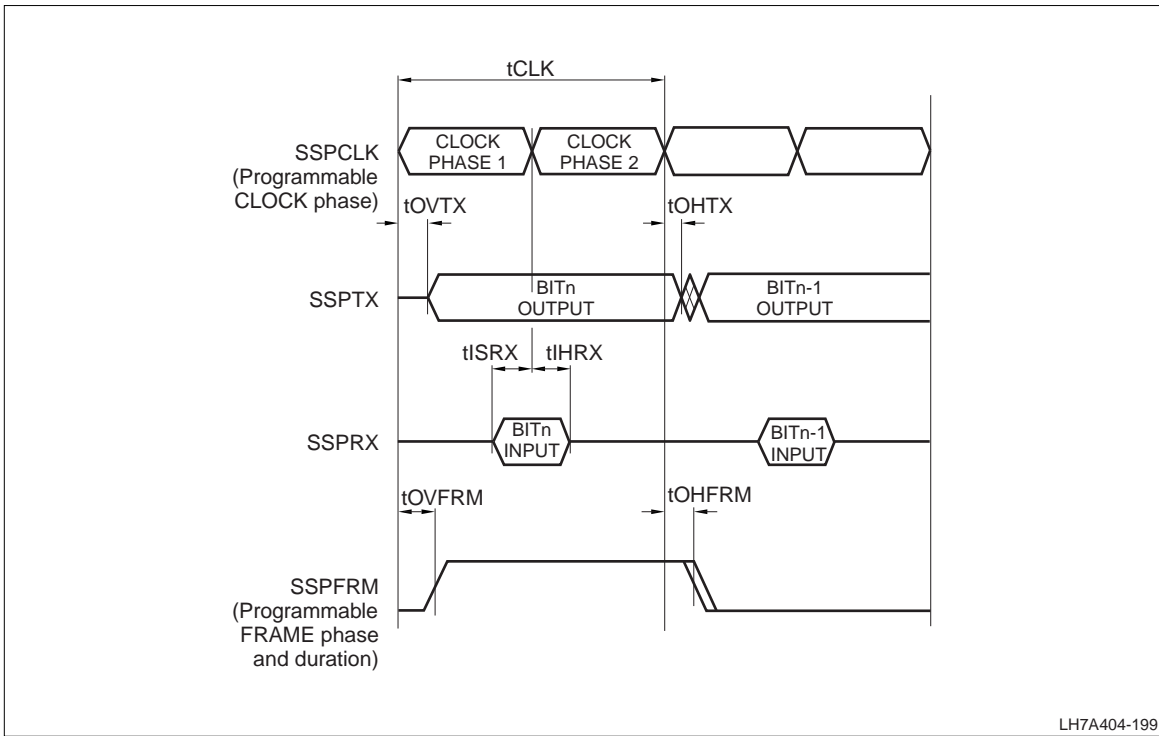 tCLK
SSPCLK
(Programmable
CLOCK phase)
CLOCK
PHASE 1
CLOCK
PHASE 2
tOVTX
tOHTX
SSPTX
BITn
OUTPUT
BITn-1
OUTPUT
tISRX
tIHRX
SSPRX
BITn
INPUT
BITn-1
INPUT
tOVFRM
tOHFRM
SSPFRM
(Programmable
FRAME phase
and duration)
LH7A404-199